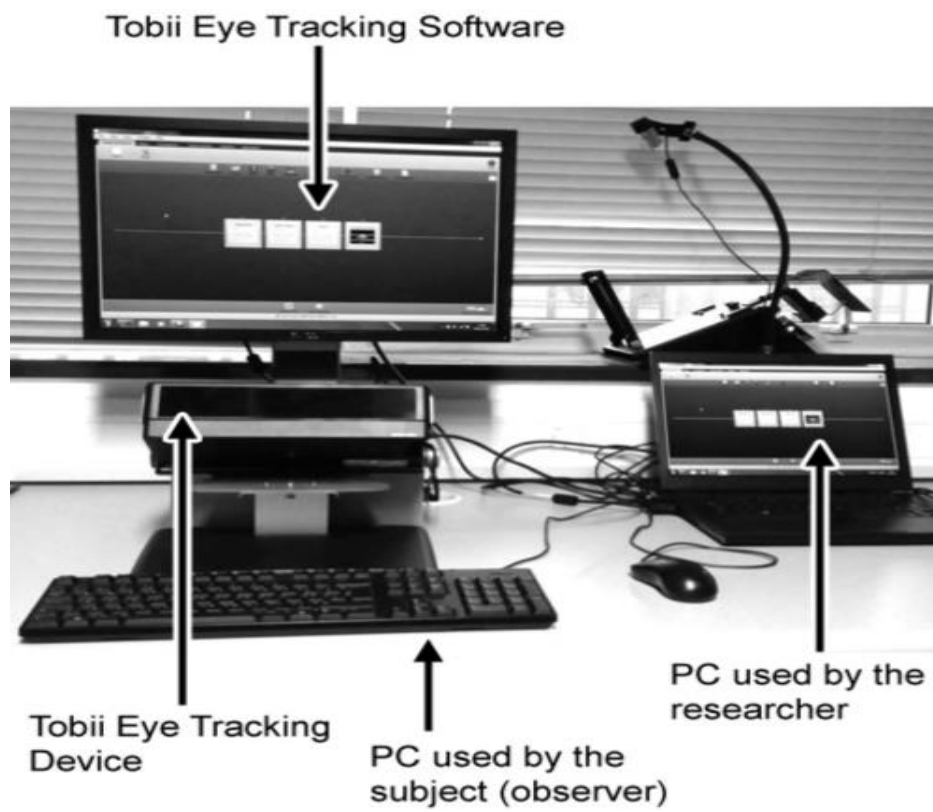 Tobii Eye Tracking Software
PC used by the
researcher
Tobii Eye Tracking
Device
PC used by the
subject (observer)